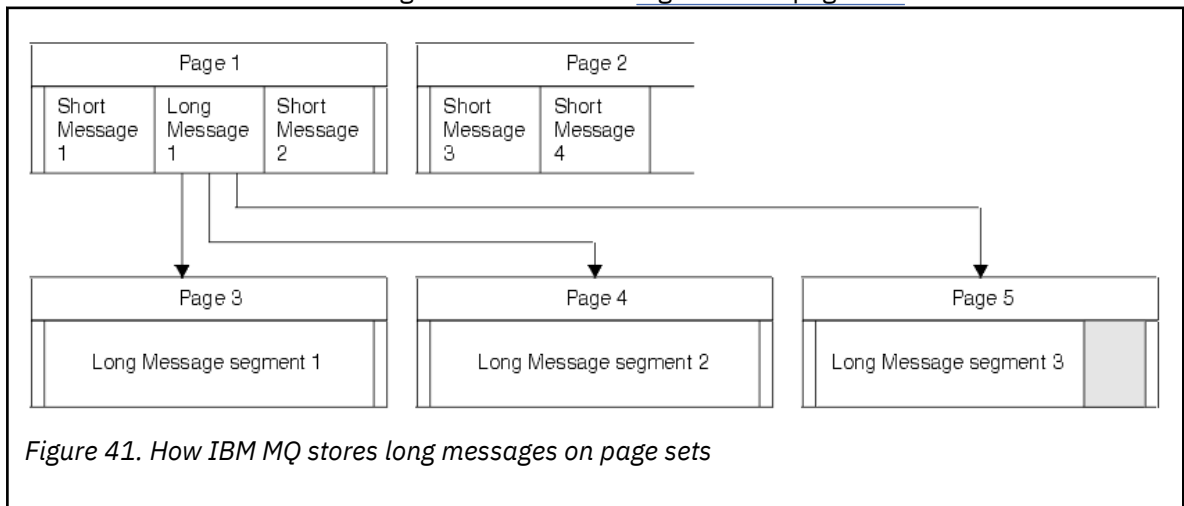 Page 1
Page 2
Short Message 1
Long Message 1
Short Message 2
Short Message 3
Short Message 4
Page 3
Page 4
Page 5
Long Message segment 1
Long Message segment 2
Long Message segment 3
Figure 41. How IBM MQ stores long messages on page sets